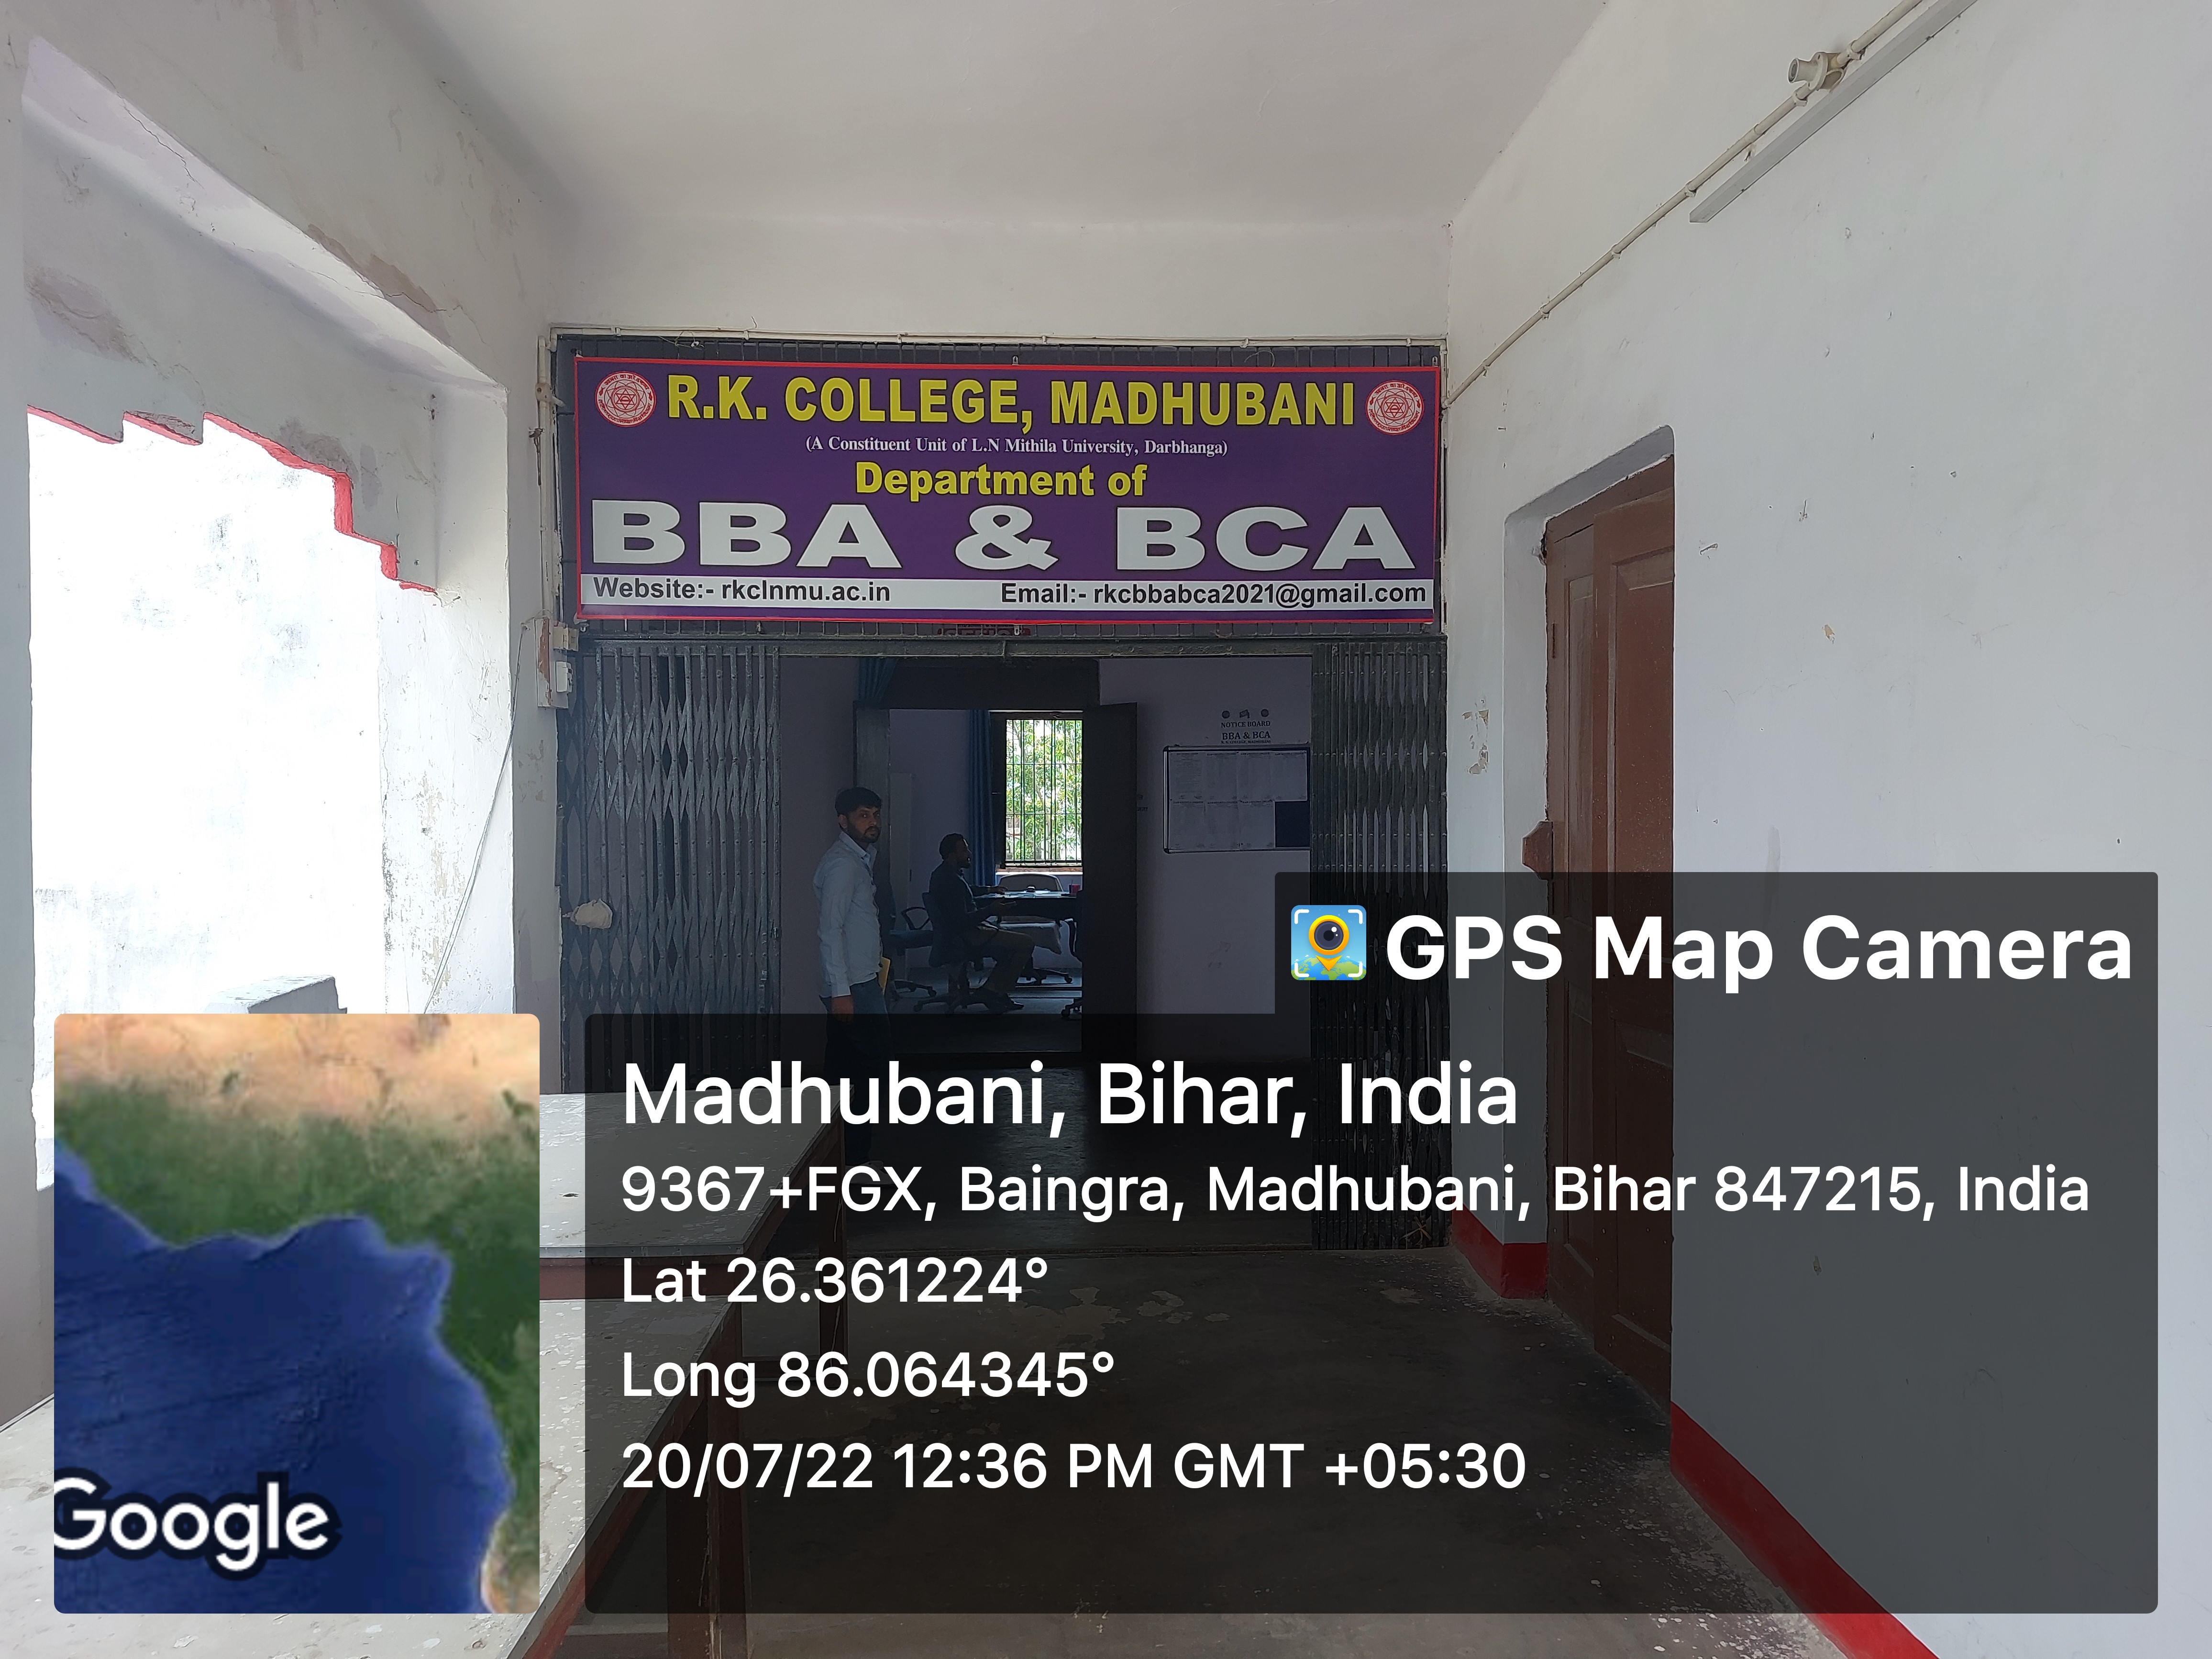 R.K. COLLEGE, MADHUBANI
(A Constituent Unit of L.N Mithila University, Darbhanga)
Department of
BBA & BCA
Website:- rkclnmu.ac.in Email:- rkcbbabca2021@gmail.com
NOTICE BOARD
BBA & BCA
GPS Map Camera
Madhubani, Bihar, India
9367+FGX, Baingra, Madhubani, Bihar 847215, India
Lat 26.361224°
Long 86.064345°
20/07/22 12:36 PM GMT +05:30
Google